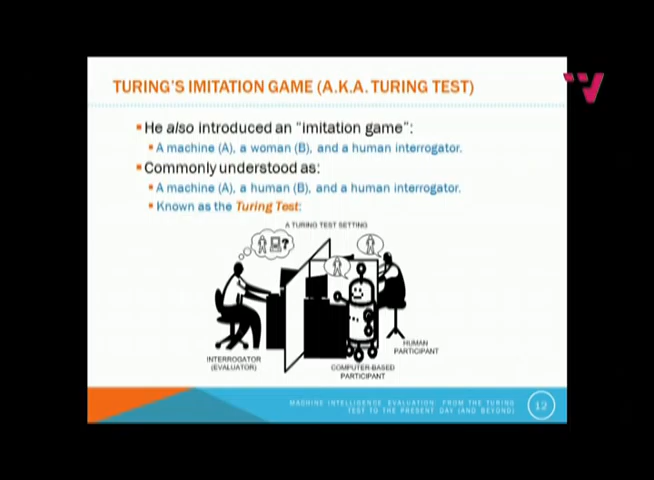 TURING'S IMITATION GAME (A.K.A. TURING TEST)
He also introduced an "imitation game":
A machine (A), a woman (B), and a human interrogator.
Commonly understood as:
A machine (A), a human (B), and a human interrogator.
Known as the Turing Test:
A TURING TEST SETTING
?
INTERROGATOR
(EVALUATOR)
HUMAN
PARTICIPANT
COMPUTER-BASED
PARTICIPANT
MACHINE INTELLIGENCE EVALUATION: FROM THE TURING
TEST TO THE PRESENT DAY (AND BEYOND)
12